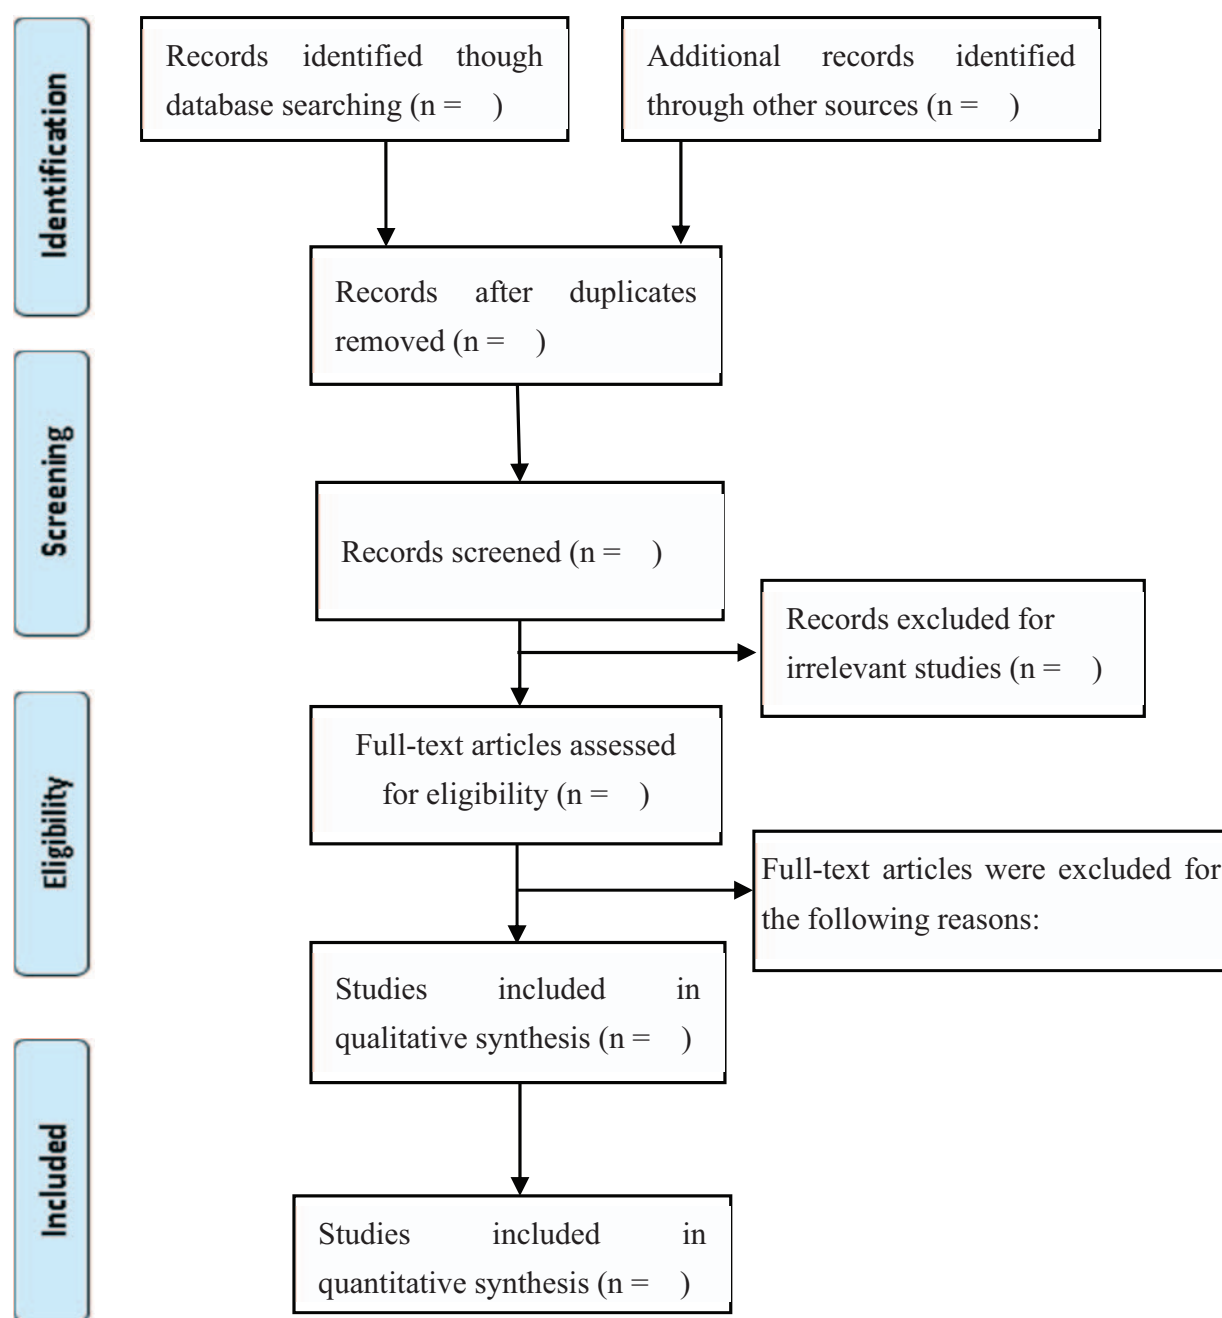 Identification
Records identified though
database searching (n = )
Additional records identified
through other sources (n = )
Records after duplicates
removed (n = )
Screening
Records screened (n = )
Records excluded for
irrelevant studies (n = )
Eligibility
Full-text articles assessed
for eligibility (n = )
Full-text articles were excluded for
the following reasons:
Studies included in
qualitative synthesis (n = )
Included
Studies included in
quantitative synthesis (n = )